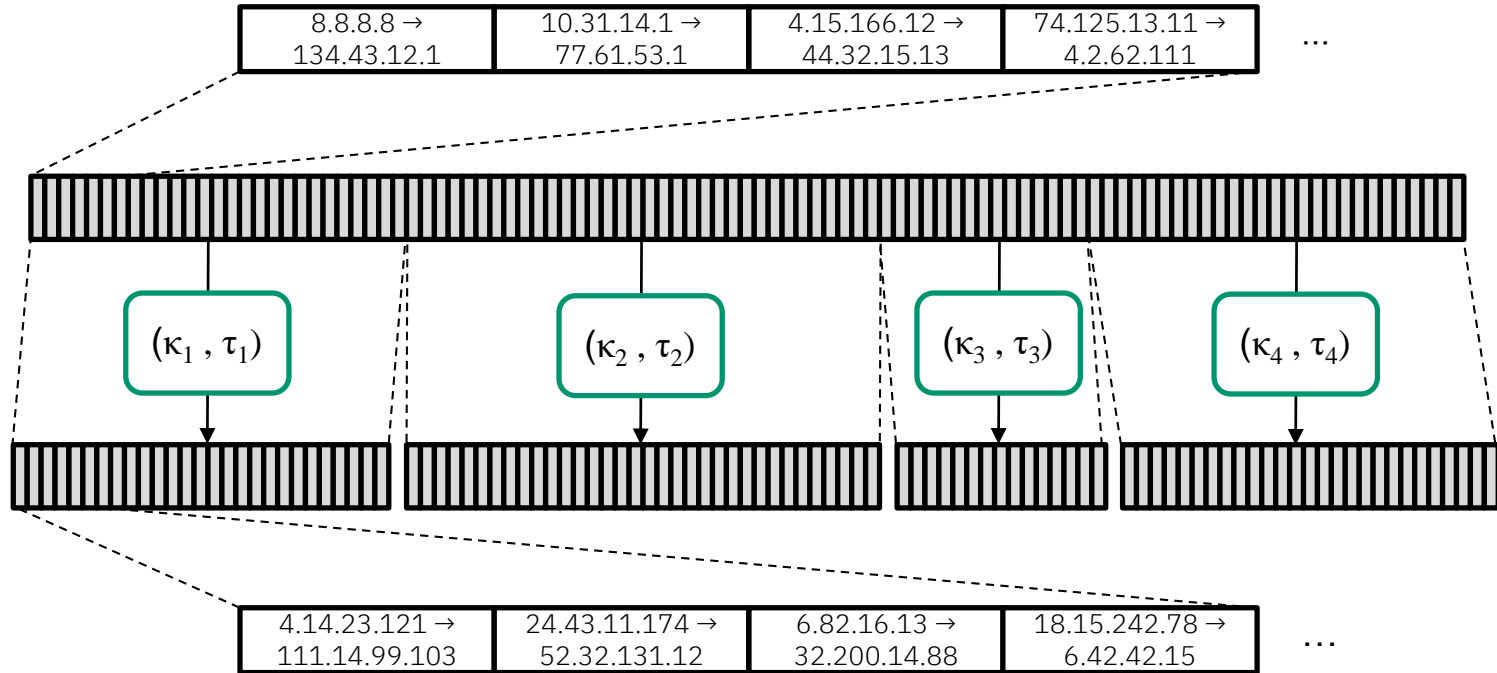 8.8.8.8 → 10.31.14.1 → 4.15.166.12 → 74.125.13.11 → ...
134.43.12.1 77.61.53.1 44.32.15.13 4.2.62.111
(κ₁ , τ₁) (κ₂ , τ₂) (κ₃ , τ₃) (κ₄ , τ₄)
4.14.23.121 → 24.43.11.174 → 6.82.16.13 → 18.15.242.78 → ...
111.14.99.103 52.32.131.12 32.200.14.88 6.42.42.15